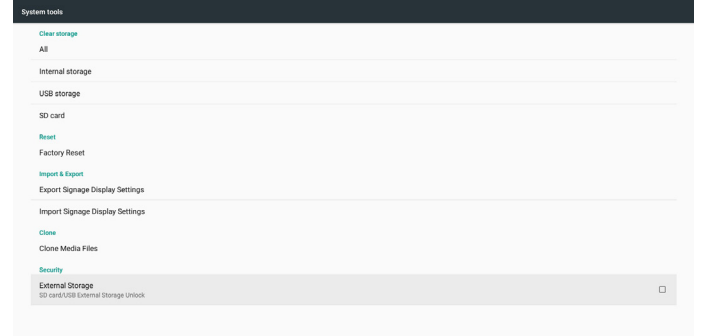 System tools
Clear storage
All
Internal storage
USB storage
SD card
Reset
Factory Reset
Import & Export
Export Signage Display Settings
Import Signage Display Settings
Clone
Clone Media Files
Security
External Storage
SD card/USB External Storage Unlock